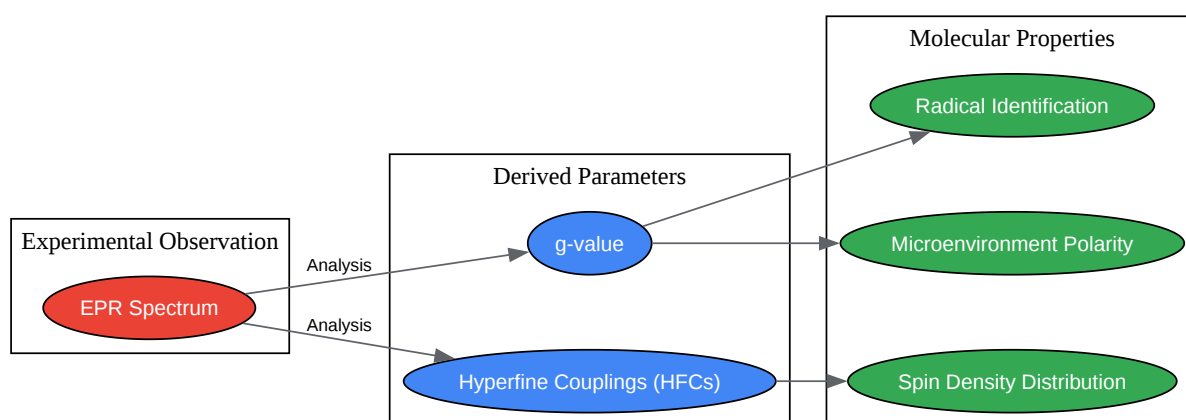 Molecular Properties
Radical Identification
Derived Parameters
Experimental Observation
g-value
Microenvironment Polarity
Analysis
EPR Spectrum
Analysis
Hyperfine Couplings (HFCs)
Spin Density Distribution